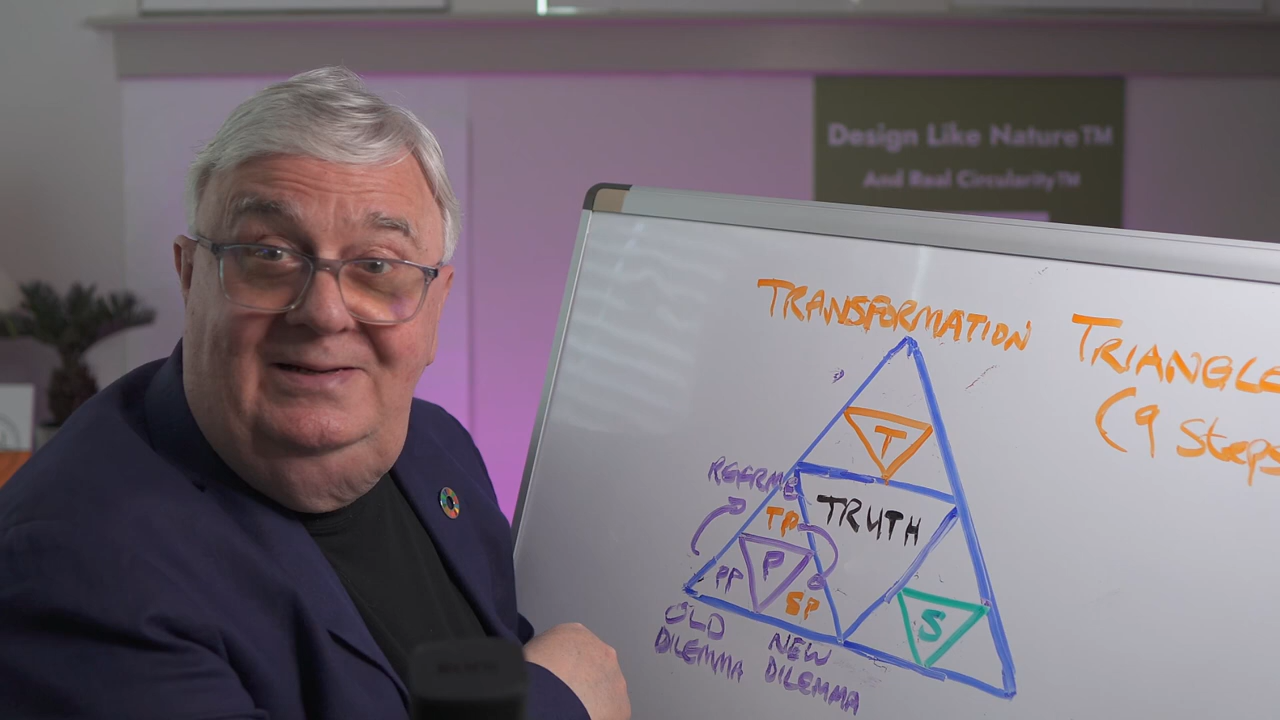 Design Like Nature™
And Real Circularity™
TRANSFORMATION TRIANGLE
(9 Steps
T
REFRAME
TP
TRUTH
P
PP
SP
S
OLD
DILEMMA
NEW
DILEMMA